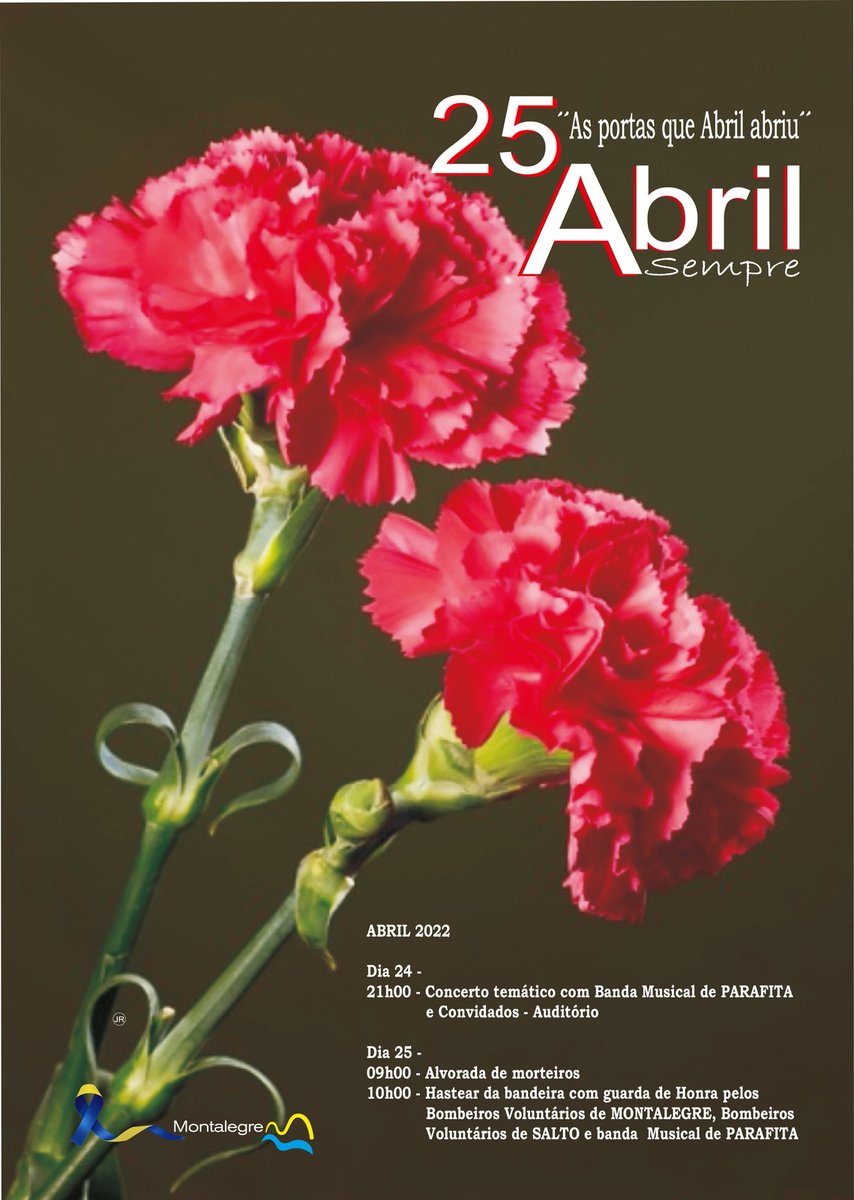 25 ´´As portas que Abril abriu´´
Abril
Sempre
ABRIL 2022
Dia 24 -
21h00 - Concerto temático com Banda Musical de PARAFITA
e Convidados - Auditório
Dia 25 -
09h00 - Alvorada de morteiros
10h00 - Hastear da bandeira com guarda de Honra pelos
Bombeiros Voluntários de MONTALEGRE, Bombeiros
Voluntários de SALTO e banda Musical de PARAFITA
JR
Montalegre